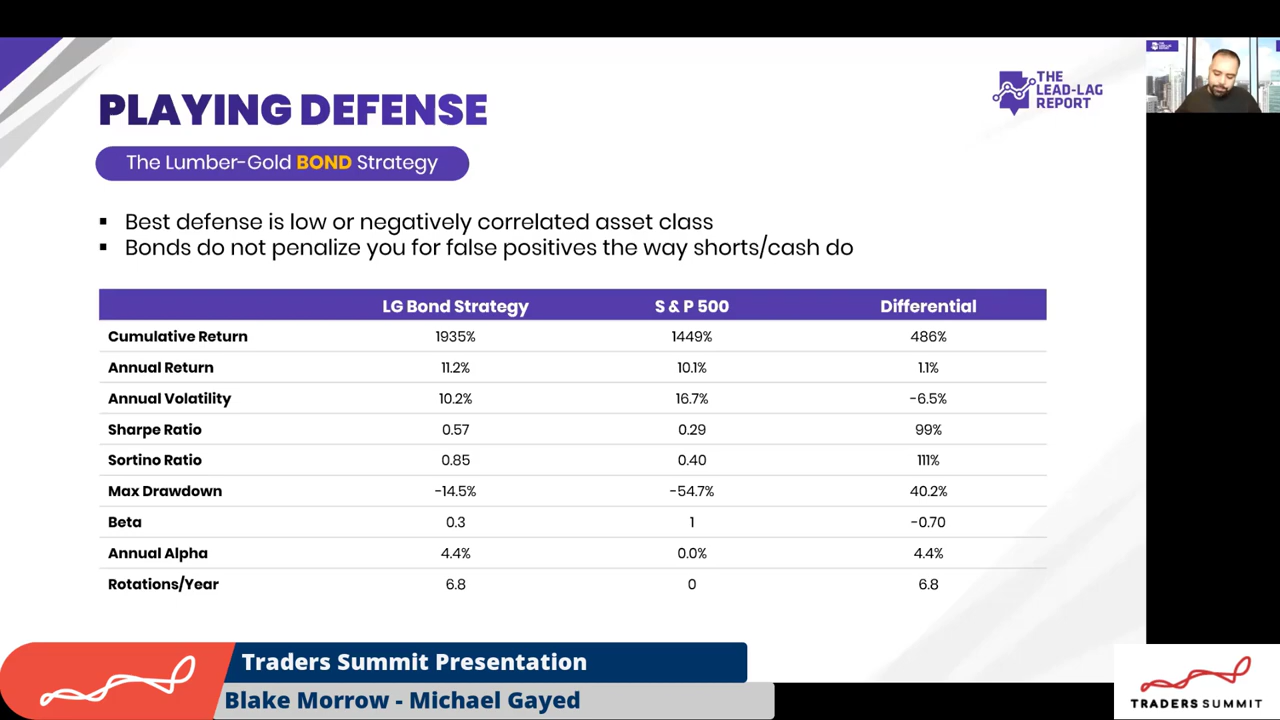 PLAYING DEFENSE
THE
LEAD-LAG
REPORT
The Lumber-Gold BOND Strategy
▪ Best defense is low or negatively correlated asset class
▪ Bonds do not penalize you for false positives the way shorts/cash do
LG Bond Strategy S & P 500 Differential
Cumulative Return 1935% 1449% 486%
Annual Return 11.2% 10.1% 1.1%
Annual Volatility 10.2% 16.7% -6.5%
Sharpe Ratio 0.57 0.29 99%
Sortino Ratio 0.85 0.40 111%
Max Drawdown -14.5% -54.7% 40.2%
Beta 0.3 1 -0.70
Annual Alpha 4.4% 0.0% 4.4%
Rotations/Year 6.8 0 6.8
Traders Summit Presentation
Blake Morrow - Michael Gayed
TRADERS SUMMIT